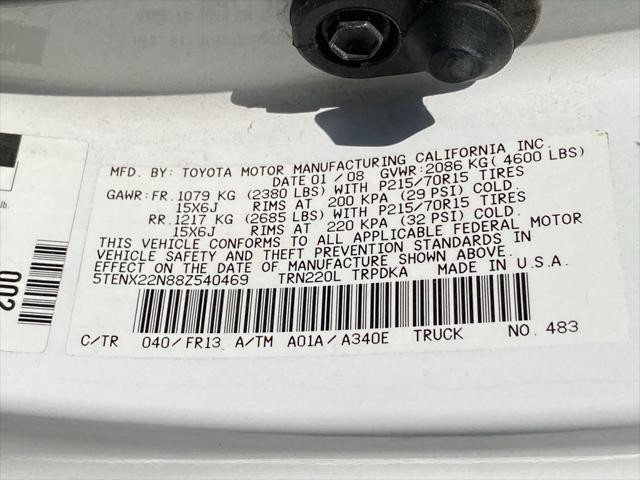 MFD. BY: TOYOTA MOTOR MANUFACTURING CALIFORNIA INC.
DATE 01 / 08 GVWR: 2086 KG( 4600 LBS)
GAWR: FR. 1079 KG (2380 LBS) WITH P215/70R15 TIRES
15X6J RIMS AT 200 KPA (29 PSI) COLD.
RR. 1217 KG (2685 LBS) WITH P215/70R15 TIRES
15X6J RIMS AT 220 KPA (32 PSI) COLD.
THIS VEHICLE CONFORMS TO ALL APPLICABLE FEDERAL MOTOR
VEHICLE SAFETY AND THEFT PREVENTION STANDARDS IN
EFFECT ON THE DATE OF MANUFACTURE SHOWN ABOVE.
5TENX22N88Z540469 TRN220L TRPDKA MADE IN U.S.A.
C/TR 040/FR13 A/TM A01A/A340E TRUCK NO. 483
lb.
002